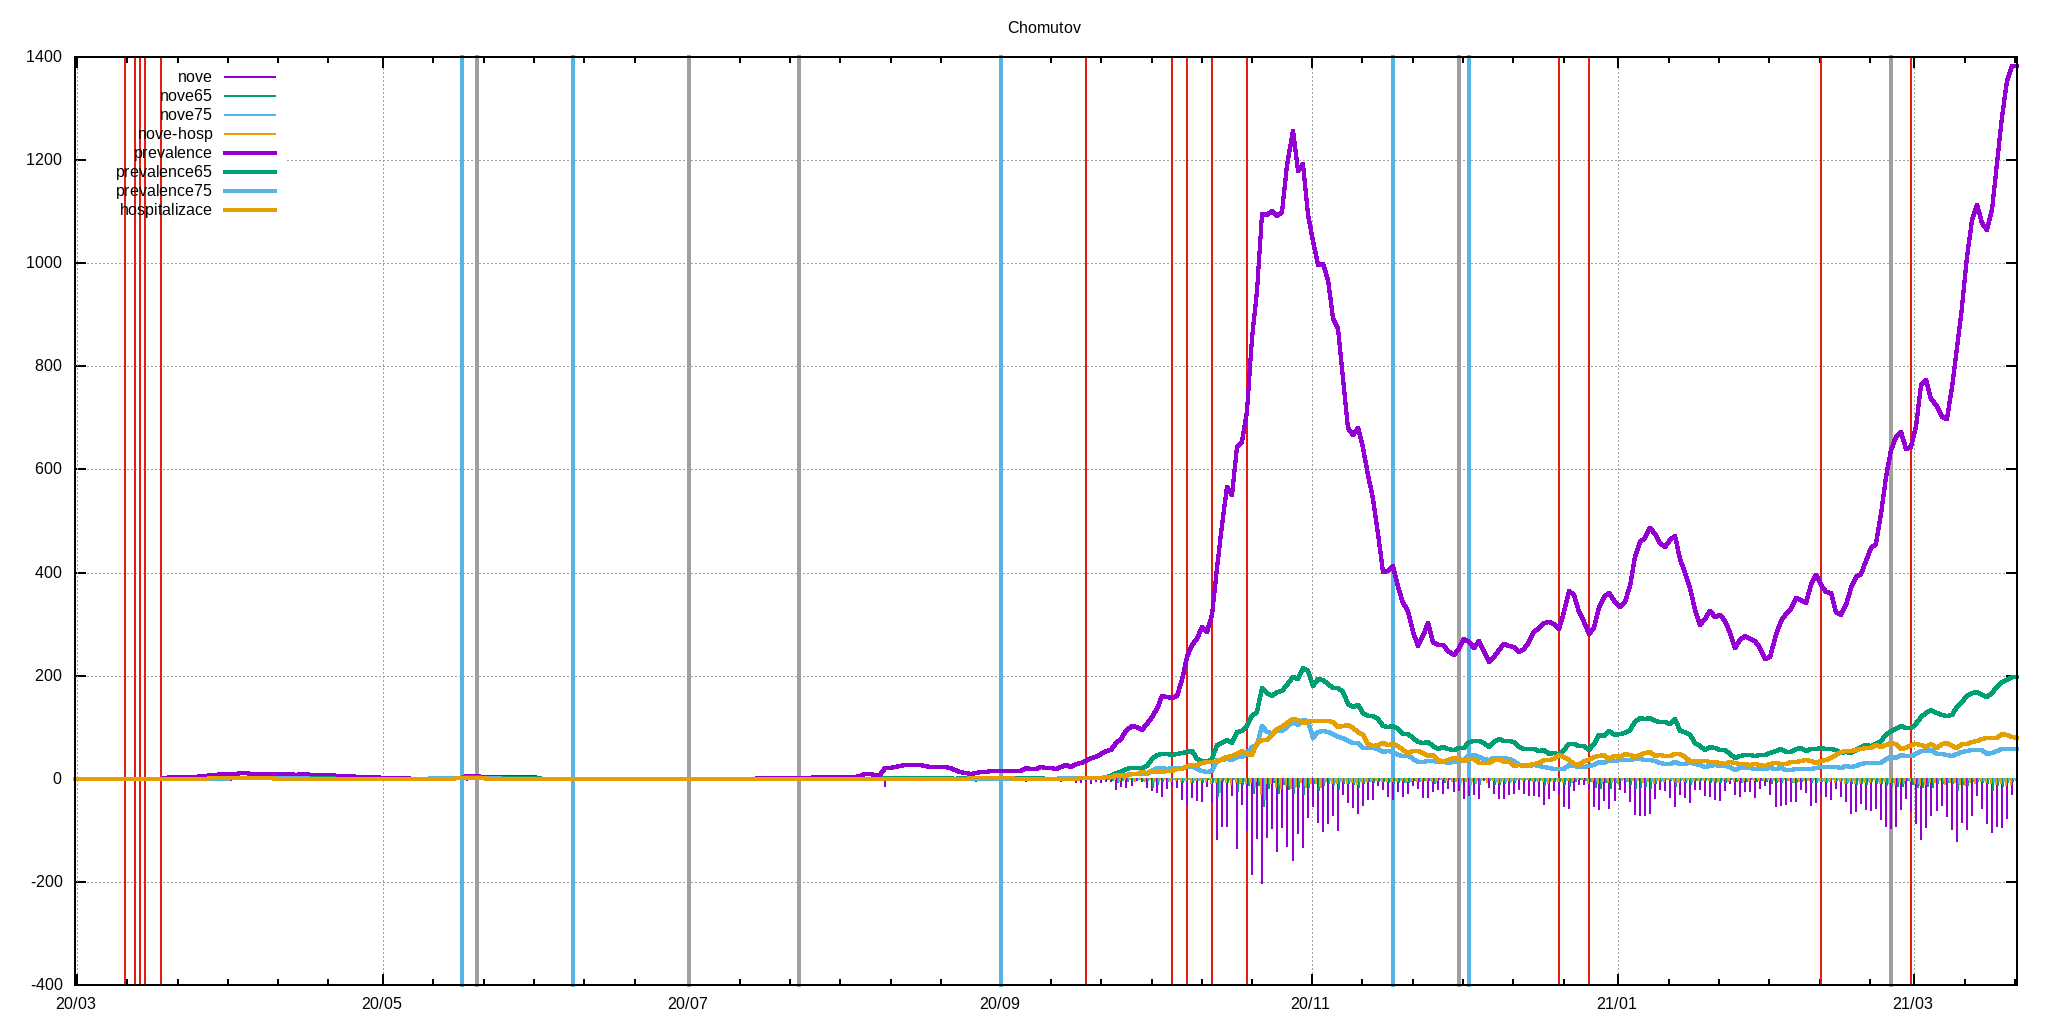 Chomutov
1400
1200
1000
800
600
400
200
0
-200
-400
nove
nove65
nove75
nove-hosp
prevalence
prevalence65
prevalence75
hospitalizace
20/03 20/05 20/07 20/09 20/11 21/01 21/03